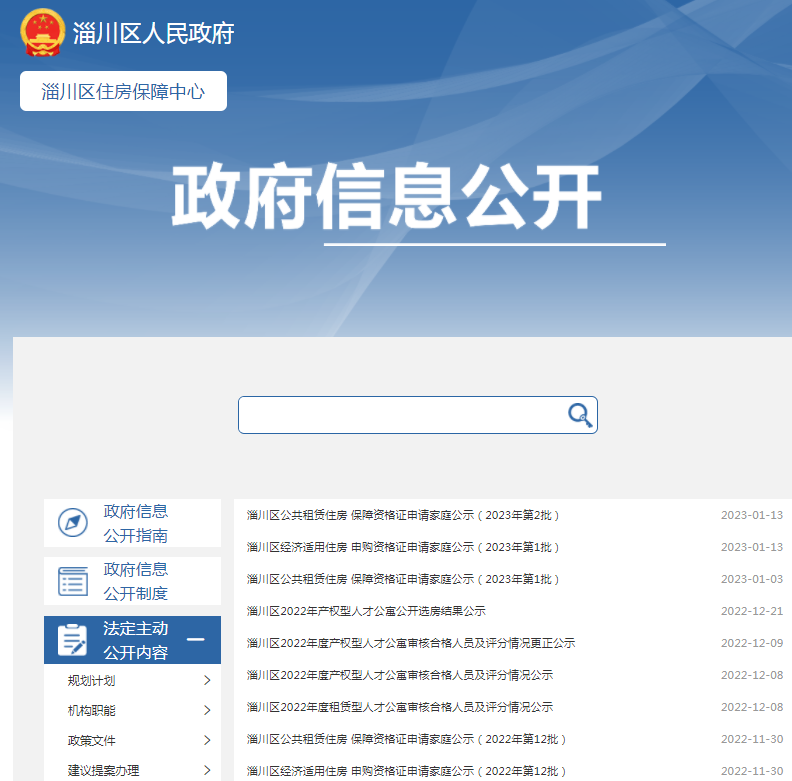 淄川区人民政府
淄川区住房保障中心
政府信息公开
政府信息
公开指南
政府信息
公开制度
法定主动
公开内容
规划计划
机构职能
政策文件
建议提案办理
淄川区公共租赁住房 保障资格证申请家庭公示（2023年第2批） 2023-01-13
淄川区经济适用住房 申购资格证申请家庭公示（2023年第1批） 2023-01-13
淄川区公共租赁住房 保障资格证申请家庭公示（2023年第1批） 2023-01-03
淄川区2022年产权型人才公寓公开选房结果公示 2022-12-21
淄川区2022年度产权型人才公寓审核合格人员及评分情况更正公示 2022-12-09
淄川区2022年度产权型人才公寓审核合格人员及评分情况公示 2022-12-08
淄川区2022年度租赁型人才公寓审核合格人员及评分情况公示 2022-12-08
淄川区公共租赁住房 保障资格证申请家庭公示（2022年第12批） 2022-11-30
淄川区经济适用住房 申购资格证申请家庭公示（2022年第12批） 2022-11-30